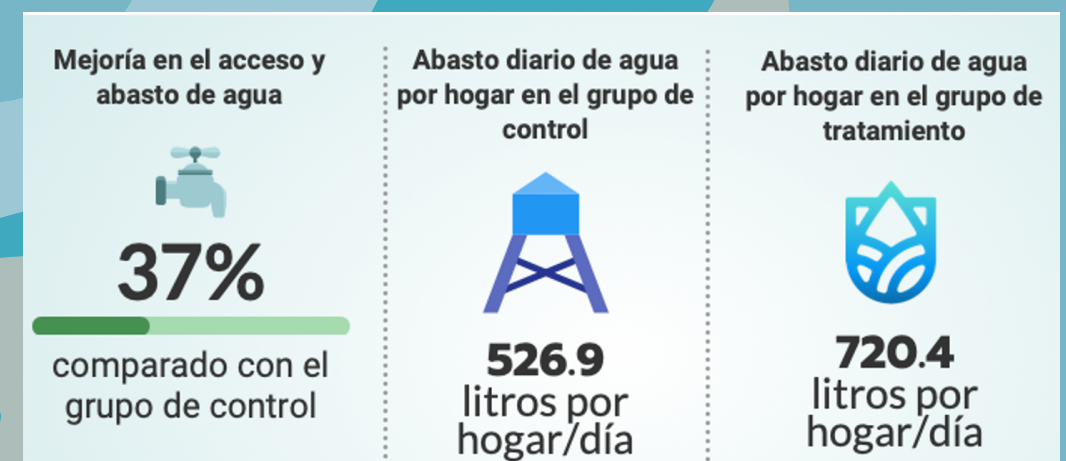 Mejoría en el acceso y
abasto de agua
37%
comparado con el
grupo de control
Abasto diario de agua
por hogar en el grupo de
control
526.9
litros por
hogar/día
Abasto diario de agua
por hogar en el grupo de
tratamiento
720.4
litros por
hogar/día